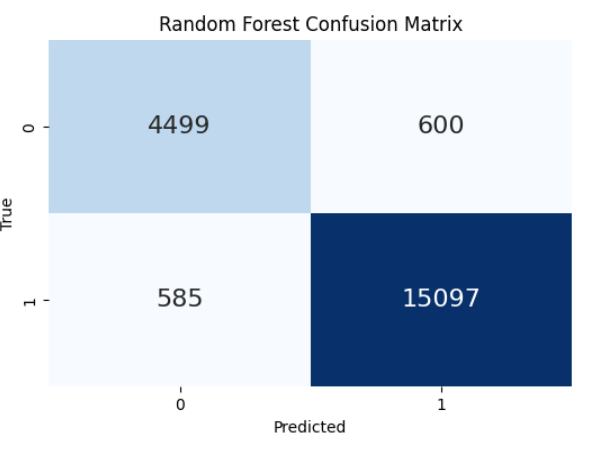 Random Forest Confusion Matrix
0
4499
600
True
1
585
15097
0
1
Predicted